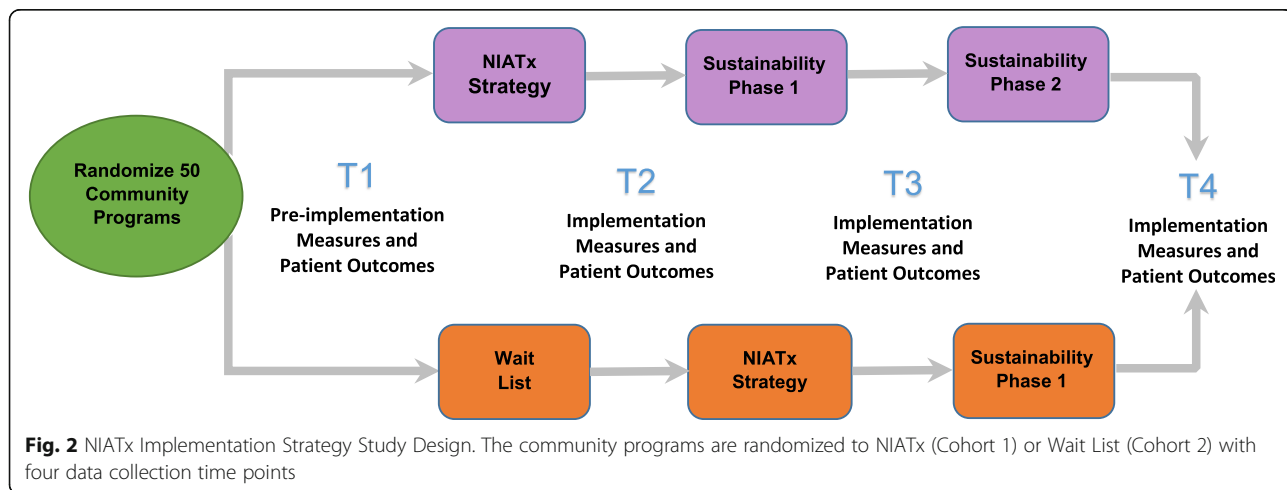 NIATx
Strategy
Sustainability
Phase 1
Sustainability
Phase 2
Randomize 50
Community
Programs
T1
Pre-implementation
Measures and
Patient Outcomes
T2
Implementation
Measures and
Patient Outcomes
T3
Implementation
Measures and
Patient Outcomes
T4
Implementation
Measures and
Patient Outcomes
Wait
List
NIATx
Strategy
Sustainability
Phase 1
Fig. 2 NIATx Implementation Strategy Study Design. The community programs are randomized to NIATx (Cohort 1) or Wait List (Cohort 2) with
four data collection time points